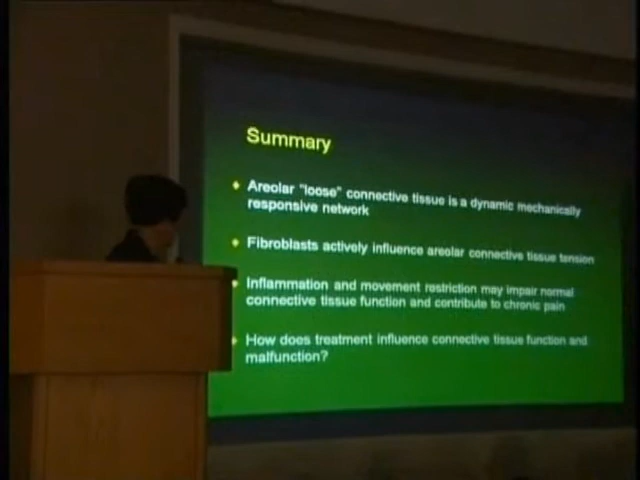 Summary
Areolar "loose" connective tissue is a dynamic mechanically
responsive network
Fibroblasts actively influence areolar connective tissue tension
Inflammation and movement restriction may impair normal
connective tissue function and contribute to chronic pain
How does treatment influence connective tissue function and
malfunction?